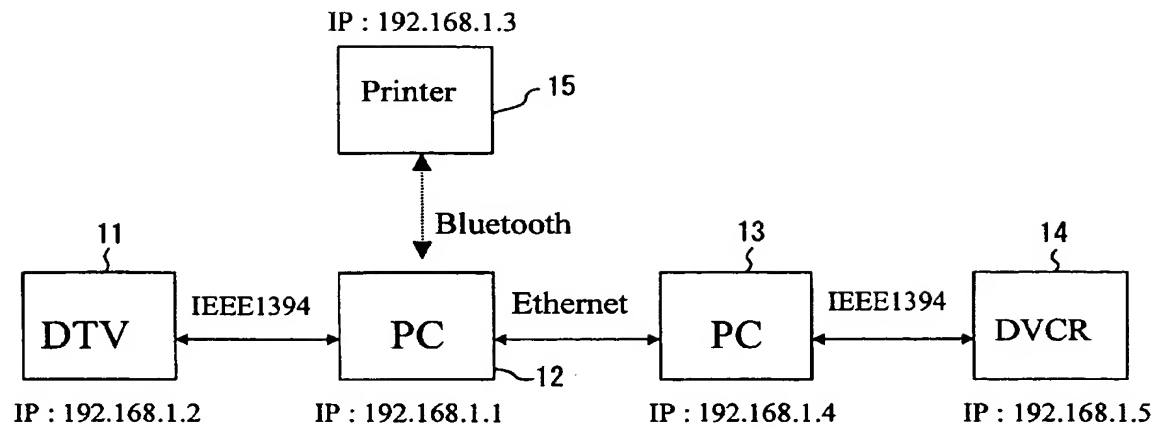 IP : 192.168.1.3
Printer
15
Bluetooth
11
13
14
DTV
IEEE1394
PC
Ethernet
PC
IEEE1394
DVCR
12
IP : 192.168.1.2
IP : 192.168.1.1
IP : 192.168.1.4
IP : 192.168.1.5